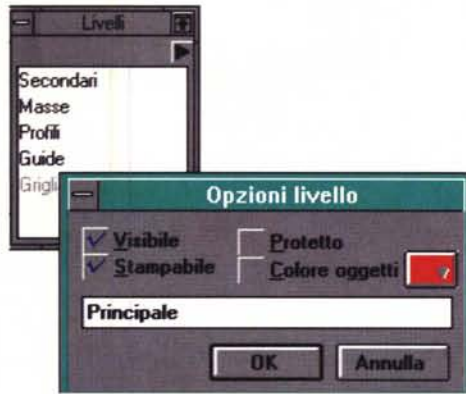 Livelli
Secondari
Masse
Profili
Guide
Opzioni livello
Visibile
Protetto
Stampabile
Colore oggetti
Principale
OK
Annulla